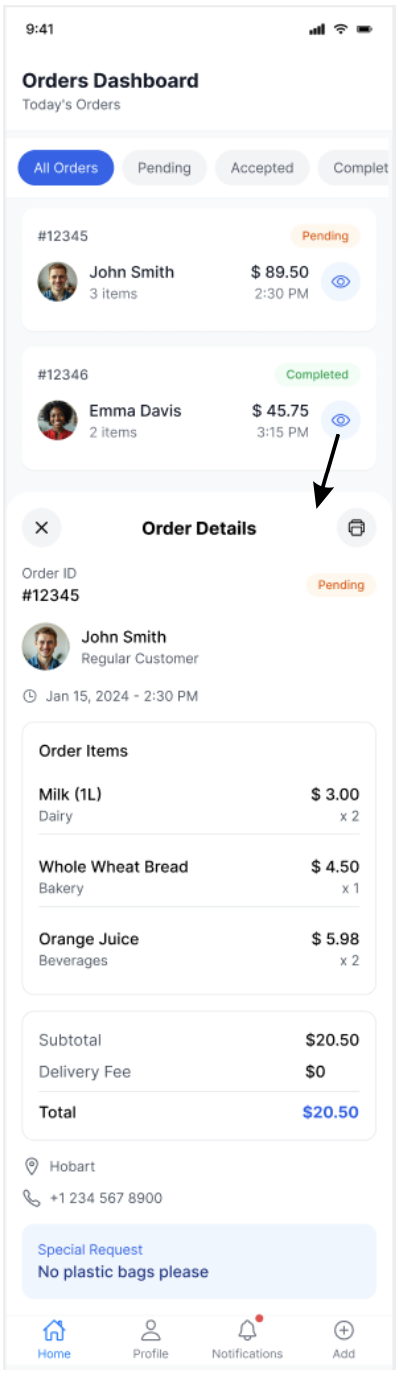 9:41
Orders Dashboard
Today's Orders
All Orders Pending Accepted Complet
#12345 Pending
John Smith $ 89.50
3 items 2:30 PM
#12346 Completed
Emma Davis $ 45.75
2 items 3:15 PM
Order Details
Order ID
#12345 Pending
John Smith
Regular Customer
Jan 15, 2024 - 2:30 PM
Order Items
Milk (1L) $ 3.00
Dairy x 2
Whole Wheat Bread $ 4.50
Bakery x 1
Orange Juice $ 5.98
Beverages x 2
Subtotal $20.50
Delivery Fee $0
Total $20.50
Hobart
+1 234 567 8900
Special Request
No plastic bags please
Home Profile Notifications Add